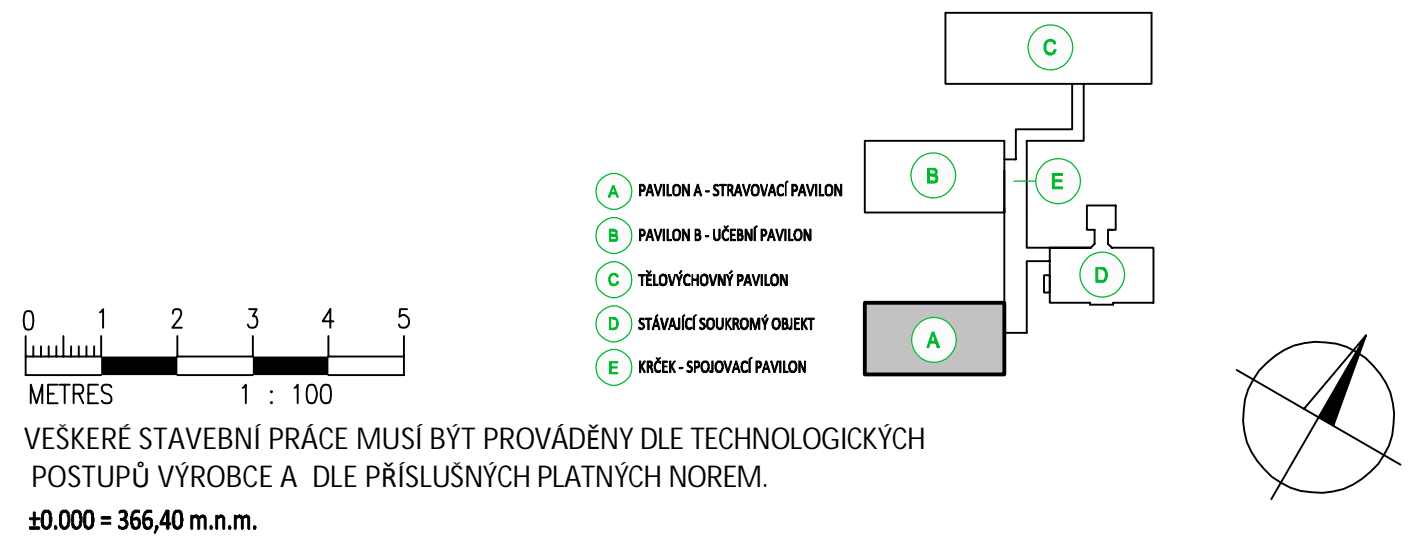 C
B
E
D
A
A PAVILON A - STRAVOVACÍ PAVILON
B PAVILON B - UČEBNÍ PAVILON
C TĚLOVÝCHOVNÝ PAVILON
D STÁVAJÍCÍ SOUKROMÝ OBJEKT
E KRČEK - SPOJOVACÍ PAVILON
0 1 2 3 4 5
METRES 1 : 100
VEŠKERÉ STAVEBNÍ PRÁCE MUSÍ BÝT PROVÁDĚNY DLE TECHNOLOGICKÝCH
POSTUPŮ VÝROBCE A DLE PŘÍSLUŠNÝCH PLATNÝCH NOREM.
±0.000 = 366,40 m.n.m.